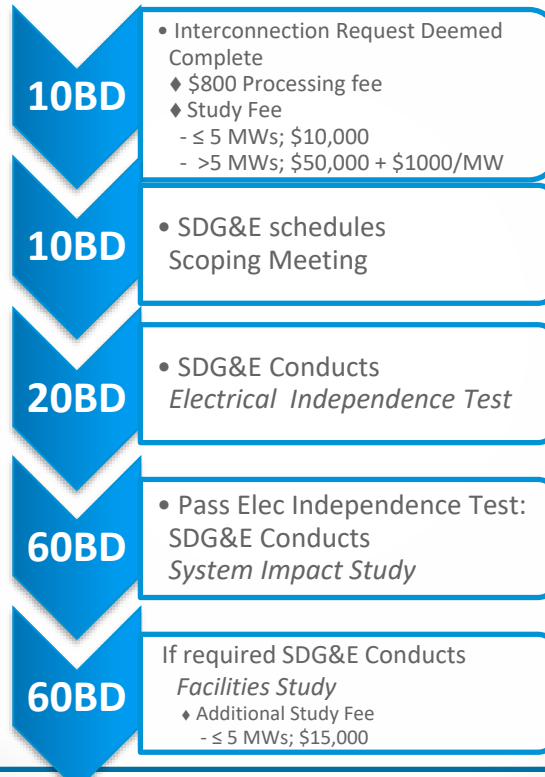 10BD
• Interconnection Request Deemed
Complete
♦ $800 Processing fee
♦ Study Fee
- ≤ 5 MWs; $10,000
- >5 MWs; $50,000 + $1000/MW
10BD
• SDG&E schedules
Scoping Meeting
20BD
• SDG&E Conducts
Electrical Independence Test
60BD
• Pass Elec Independence Test:
SDG&E Conducts
System Impact Study
60BD
If required SDG&E Conducts
Facilities Study
♦ Additional Study Fee
- ≤ 5 MWs; $15,000